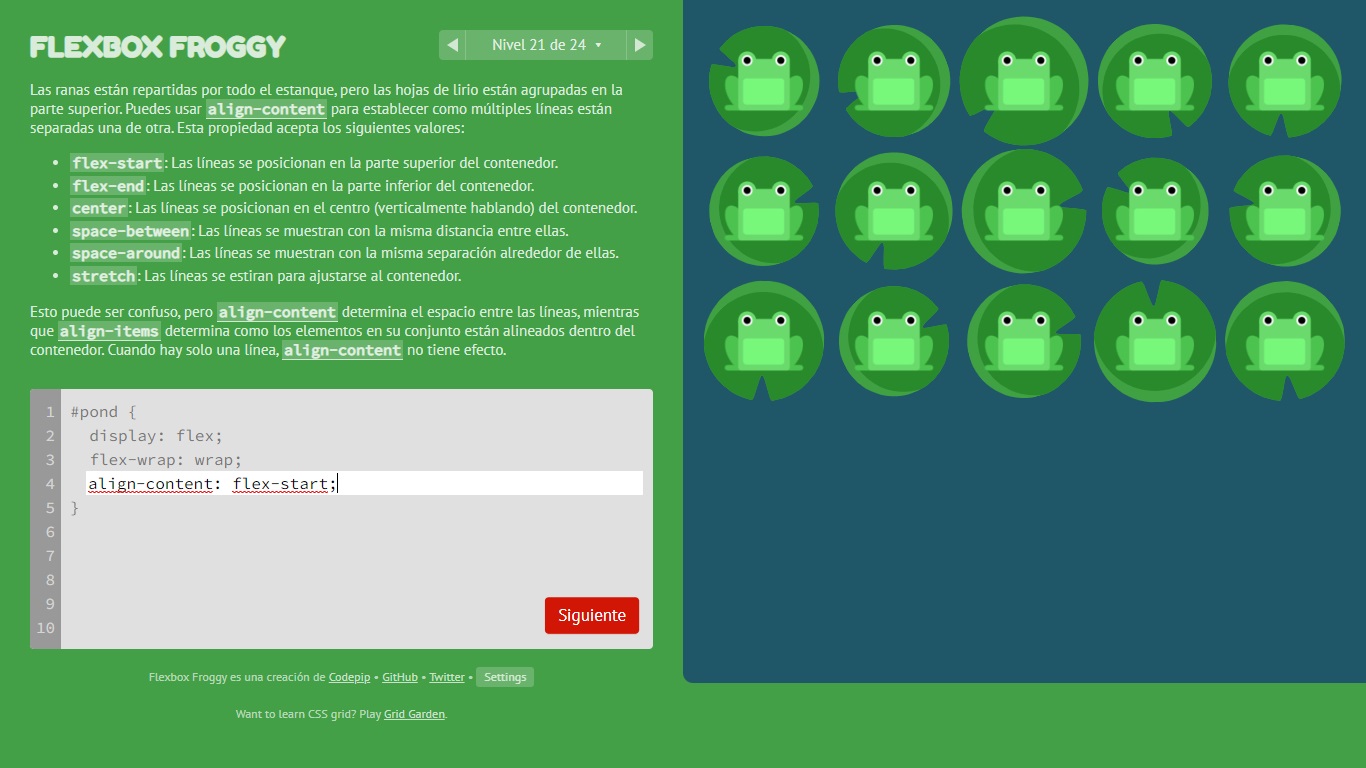 FLEXBOX FROGGY
Nivel 21 de 24
Las ranas están repartidas por todo el estanque, pero las hojas de lirio están agrupadas en la
parte superior. Puedes usar align-content para establecer como múltiples líneas están
separadas una de otra. Esta propiedad acepta los siguientes valores:
• flex-start: Las líneas se posicionan en la parte superior del contenedor.
• flex-end: Las líneas se posicionan en la parte inferior del contenedor.
• center: Las líneas se posicionan en el centro (verticalmente hablando) del contenedor.
• space-between: Las líneas se muestran con la misma distancia entre ellas.
• space-around: Las líneas se muestran con la misma separación alrededor de ellas.
• stretch: Las líneas se estiran para ajustarse al contenedor.
Esto puede ser confuso, pero align-content determina el espacio entre las líneas, mientras
que align-items determina como los elementos en su conjunto están alineados dentro del
contenedor. Cuando hay solo una línea, align-content no tiene efecto.
1 #pond {
2 display: flex;
3 flex-wrap: wrap;
4 align-content: flex-start;
5 }
6
7
8
9
10
Siguiente
Flexbox Froggy es una creación de Codepip • GitHub • Twitter • Settings
Want to learn CSS grid? Play Grid Garden.